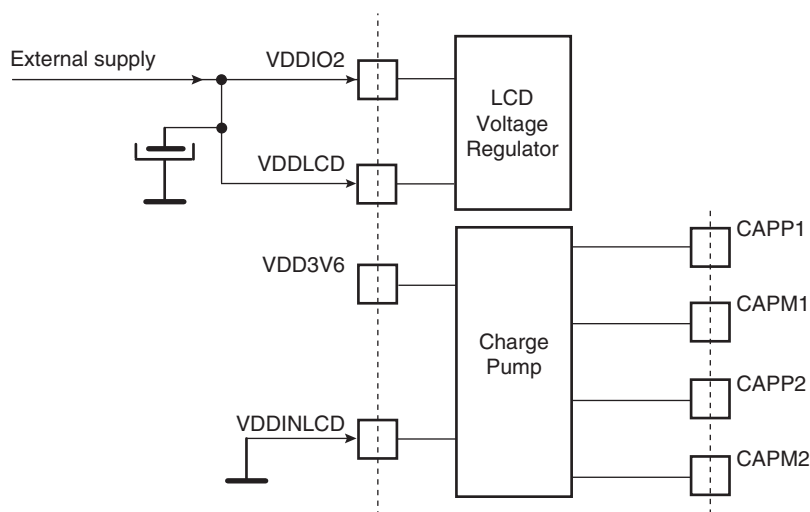 External supply
VDDIO2
LCD
Voltage
Regulator
VDDLCD
VDD3V6
Charge
Pump
VDDINLCD
CAPP1
CAPM1
CAPP2
CAPM2